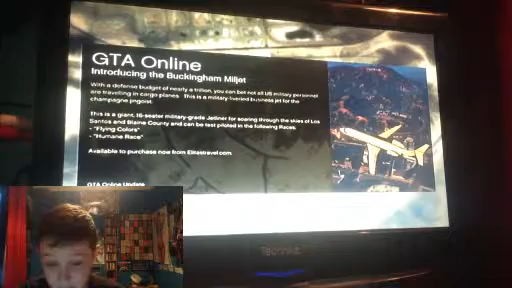 GTA Online
Introducing the Buckingham Miljet
With a defense budget of nearly a trillion, you can bet not all US military personnel
are travelling in cargo planes. This is a military-liveried business jet for the
champagne jingoist.
This is a giant, 16-seater military-grade Jetliner for soaring through the skies of Los
Santos and Blaine County and can be test piloted in the following Races.
- "Flying Colors"
- "Humane Race"
Available to purchase now from Elitastravel.com.
GTA Online Update
Technika